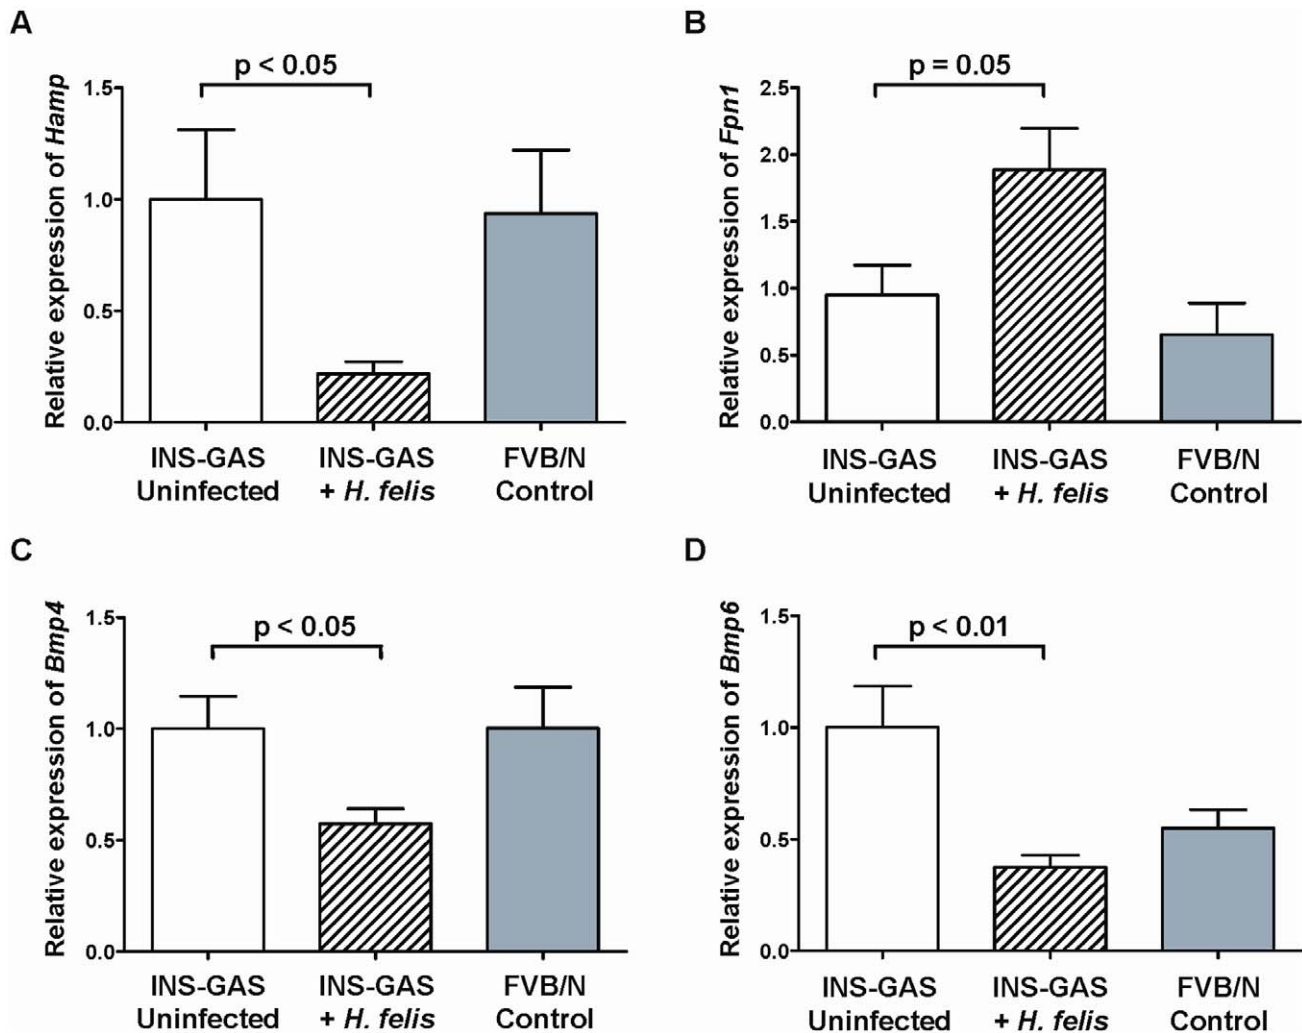 A
p < 0.05
Relative expression of Hamp
1.5
1.0
0.5
0.0
INS-GAS
Uninfected
INS-GAS
+ H. felis
FVB/N
Control
B
p = 0.05
Relative expression of Fpn1
2.5
2.0
1.5
1.0
0.5
0.0
INS-GAS
Uninfected
INS-GAS
+ H. felis
FVB/N
Control
C
p < 0.05
Relative expression of Bmp4
1.5
1.0
0.5
0.0
INS-GAS
Uninfected
INS-GAS
+ H. felis
FVB/N
Control
D
p < 0.01
Relative expression of Bmp6
1.5
1.0
0.5
0.0
INS-GAS
Uninfected
INS-GAS
+ H. felis
FVB/N
Control